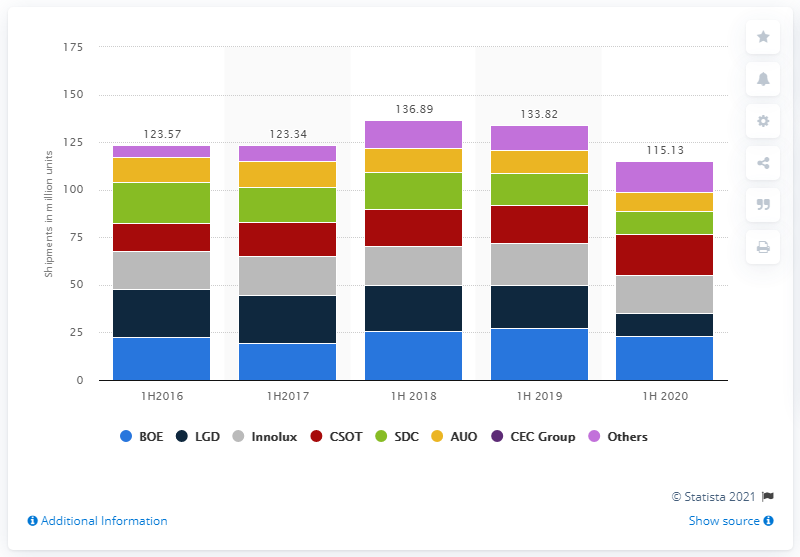 175
150
125
100
75
50
25
0
Shipments in million units
123.57
123.34
136.89
133.82
115.13
1H2016
1H2017
1H 2018
1H 2019
1H 2020
BOE LGD Innolux CSOT SDC AUO CEC Group Others
© Statista 2021
Additional Information
Show source